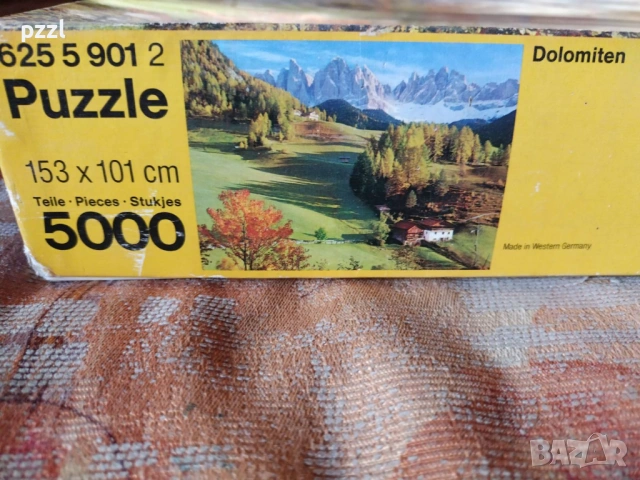 pzzl
625 5 901 2
Puzzle
153 x 101 cm
Teile · Pieces · Stukjes
5000
Dolomiten
Made in Western Germany
BAZAR